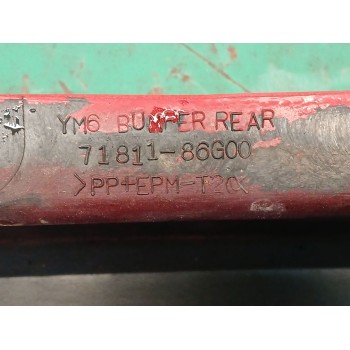 YM6 BUMPER REAR
71811-86G00
>PP+EPM-T20<